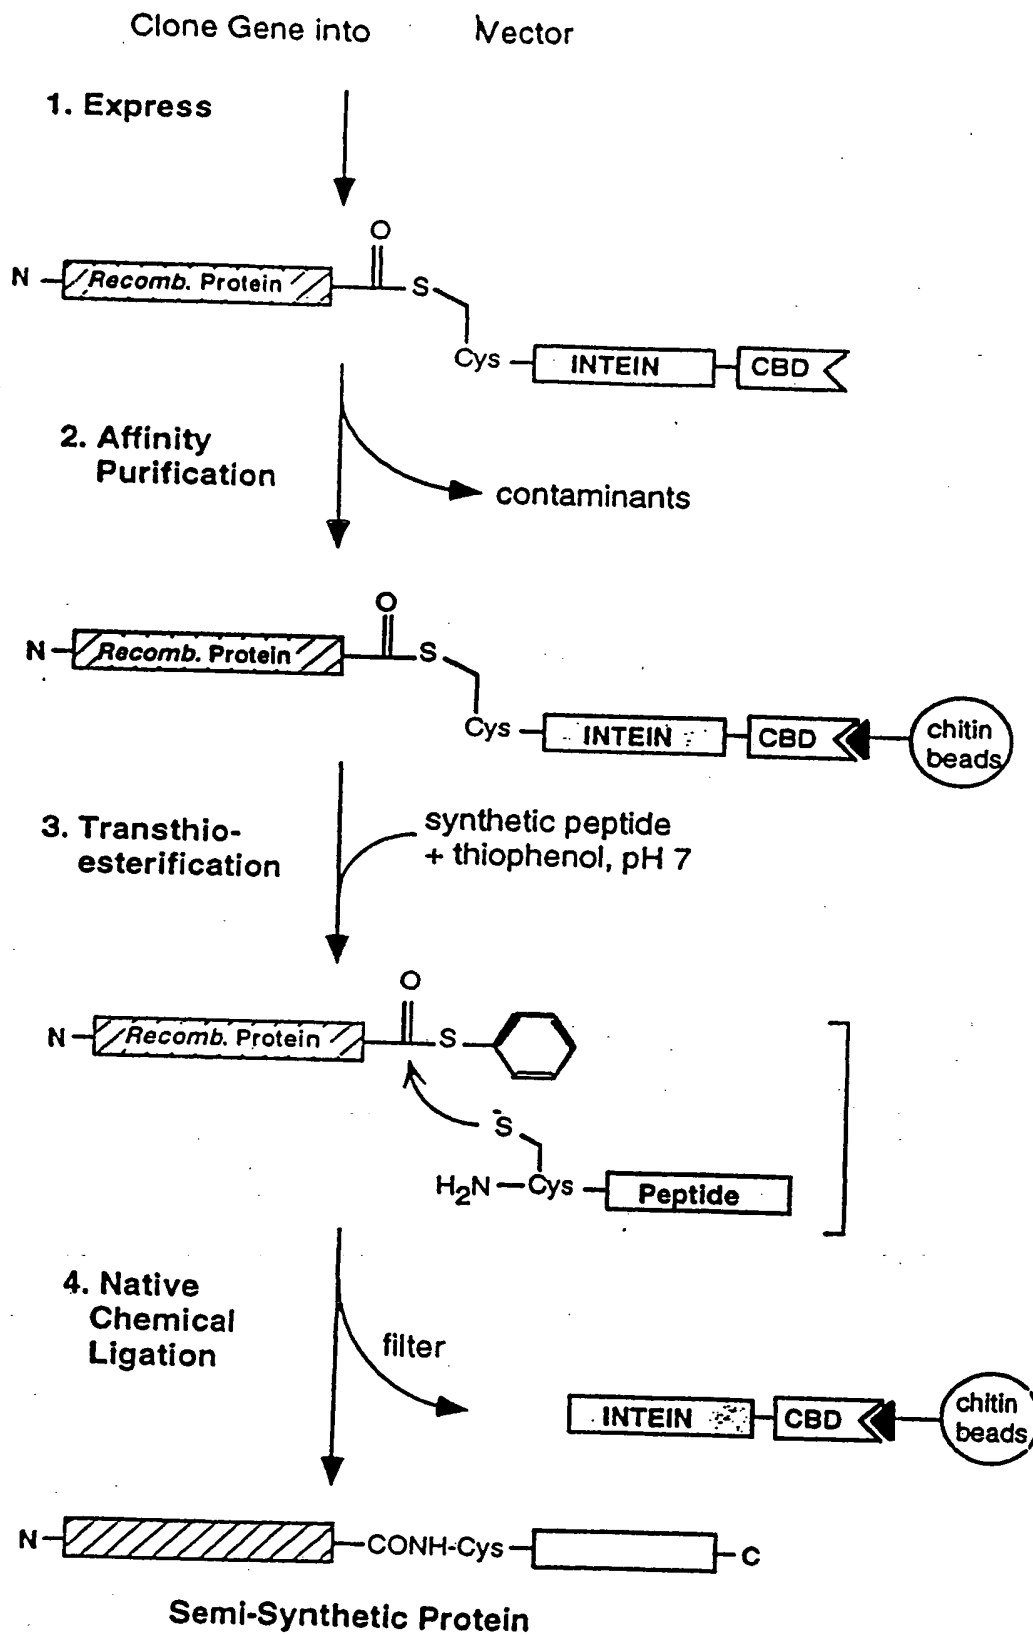 Clone Gene into Vector
1. Express
O
N
Recomb. Protein
S
Cys
INTEIN
CBD
2. Affinity
Purification
contaminants
O
N
Recomb. Protein
S
Cys
INTEIN
CBD
chitin
beads
3. Transthio-
esterification
synthetic peptide
+ thiophenol, pH 7
O
N
Recomb. Protein
S
-
S
H2N
Cys
Peptide
4. Native
Chemical
Ligation
filter
INTEIN
CBD
chitin
beads
N
CONH-Cys
C
Semi-Synthetic Protein